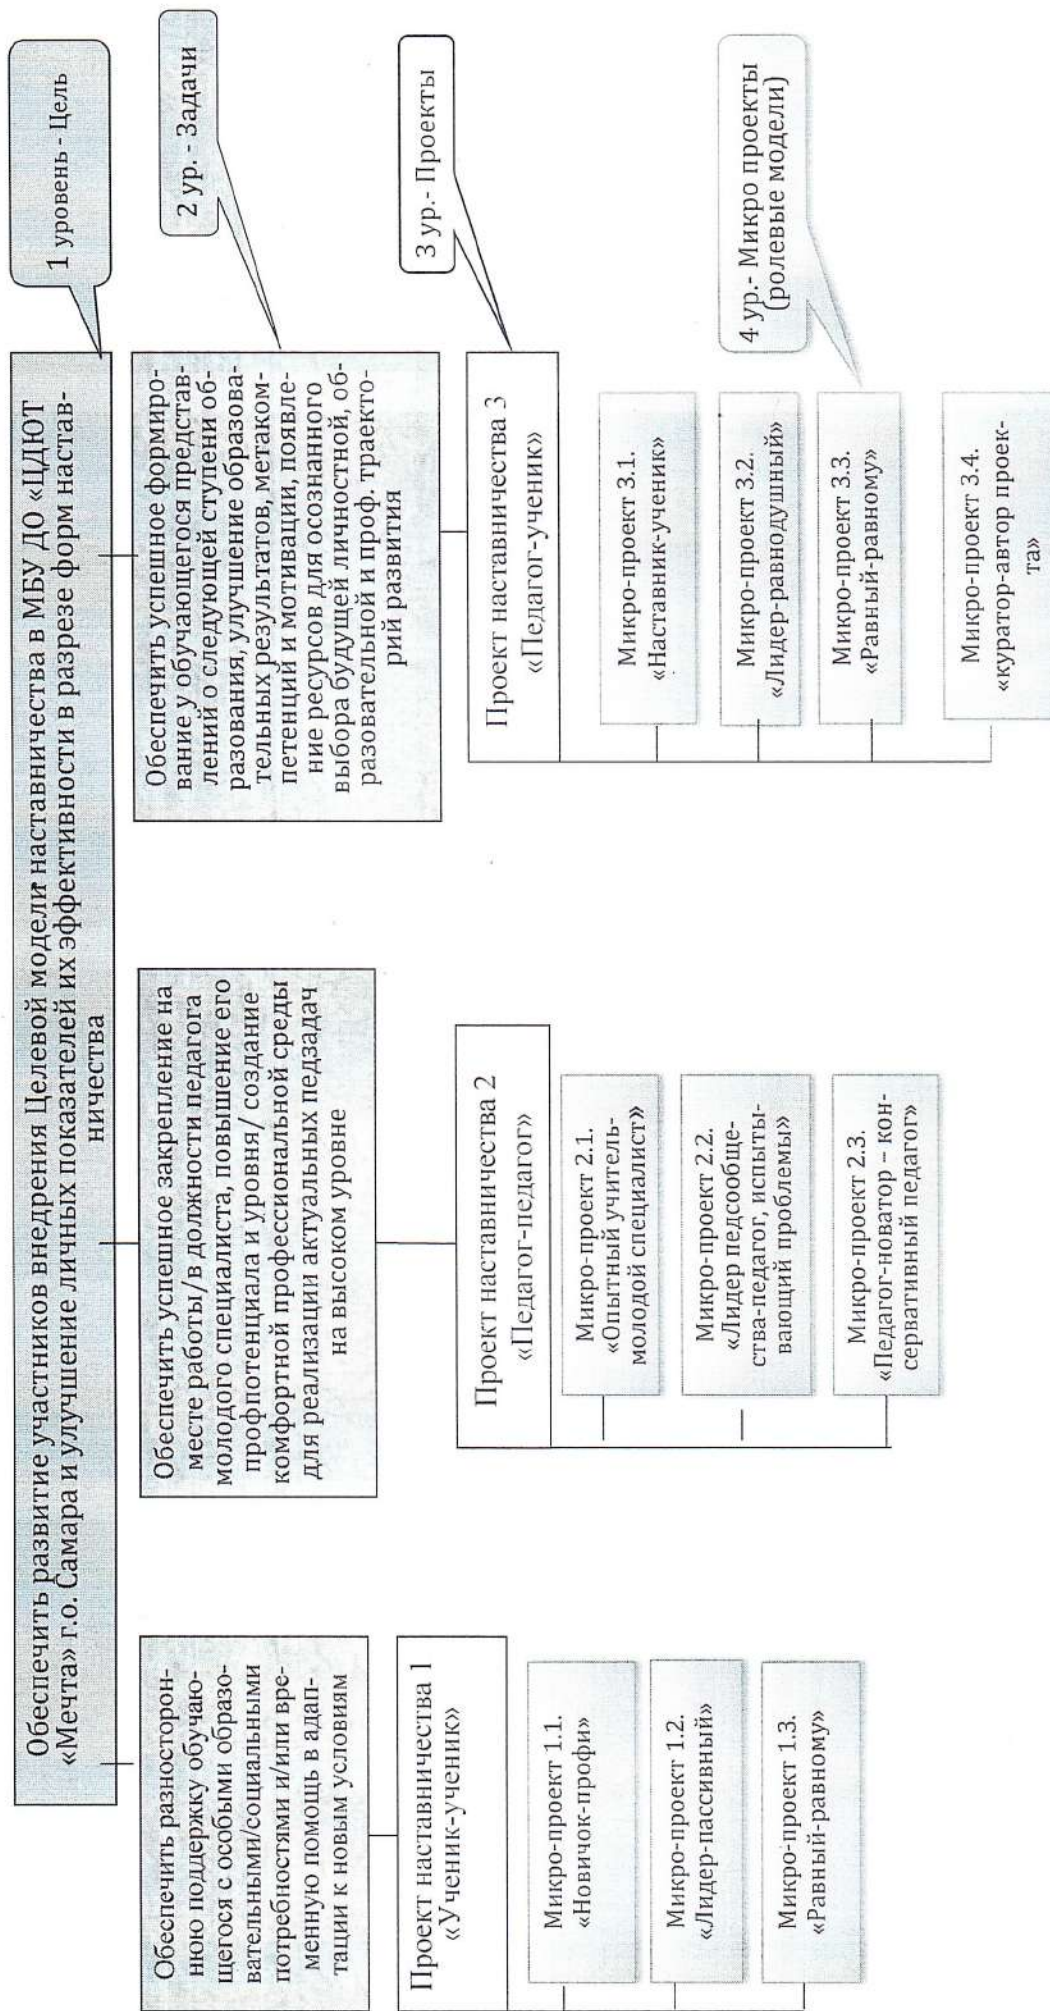 Обеспечить развитие участников внедрения Целевой модели наставничества в МБУ ДО «ЦДЮТ
«Мечта» г.о. Самара и улучшение личных показателей их эффективности в разрезе форм настав-
ничества
1 уровень - Цель
Обеспечить разносторон-
нюю поддержку обучаю-
щегося с особыми образо-
вательными/социальными
потребностями и/или вре-
менную помощь в адап-
тации к новым условиям
Обеспечить успешное закрепление на
месте работы/в должности педагога
молодого специалиста, повышение его
профпотенциала и уровня/ создание
комфортной профессиональной среды
для реализации актуальных педзадач
на высоком уровне
Обеспечить успешное формиро-
вание у обучающегося представ-
лений о следующей ступени об-
разования, улучшение образова-
тельных результатов, метаком-
петенций и мотивации, появле-
ние ресурсов для осознанного
выбора будущей личностной, об-
разовательной и проф. траекто-
рий развития
2 ур. - Задачи
Проект наставничества 1
«Ученик-ученик»
Проект наставничества 2
«Педагог-педагог»
Проект наставничества 3
«Педагог-ученик»
3 ур.- Проекты
Микро-проект 1.1.
«Новичок-профи»
Микро-проект 1.2.
«Лидер-пассивный»
Микро-проект 1.3.
«Равный-равному»
Микро-проект 2.1.
«Опытный учитель-
молодой специалист»
Микро-проект 2.2.
«Лидер педсообще-
ства-педагог, испыты-
вающий проблемы»
Микро-проект 2.3.
«Педагог-новатор – кон-
сервативный педагог»
Микро-проект 3.1.
«Наставник-ученик»
Микро-проект 3.2.
«Лидер-равнодушный»
Микро-проект 3.3.
«Равный-равному»
Микро-проект 3.4.
«куратор-автор проек-
та»
4 ур.- Микро проекты
(ролевые модели)